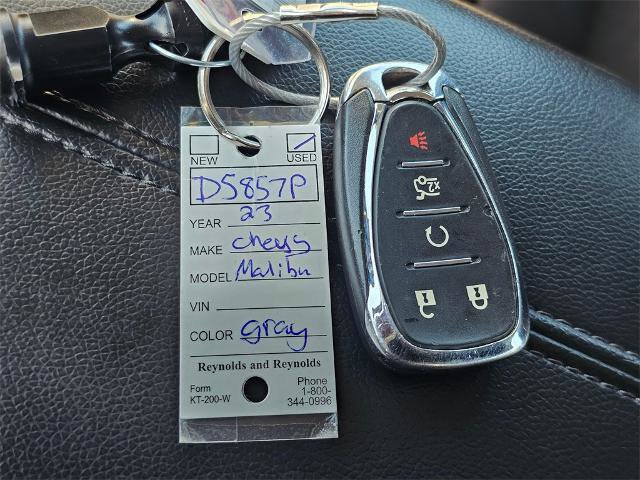 NEW USED
D5857P
YEAR 23
MAKE Chevy
MODEL Malibu
VIN
COLOR gray
Reynolds and Reynolds
Form
KT-200-W
Phone
1-800-
344-0996
x2